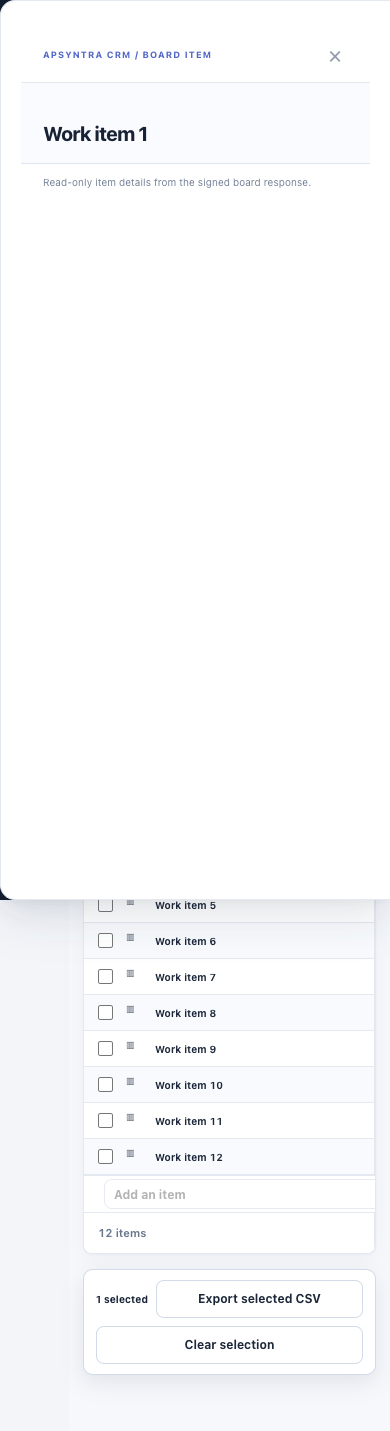 APSYNTRA CRM / BOARD ITEM
Work item 1
Read-only item details from the signed board response.
Work item 5
Work item 6
Work item 7
Work item 8
Work item 9
Work item 10
Work item 11
Work item 12
Add an item
12 items
1 selected
Export selected CSV
Clear selection